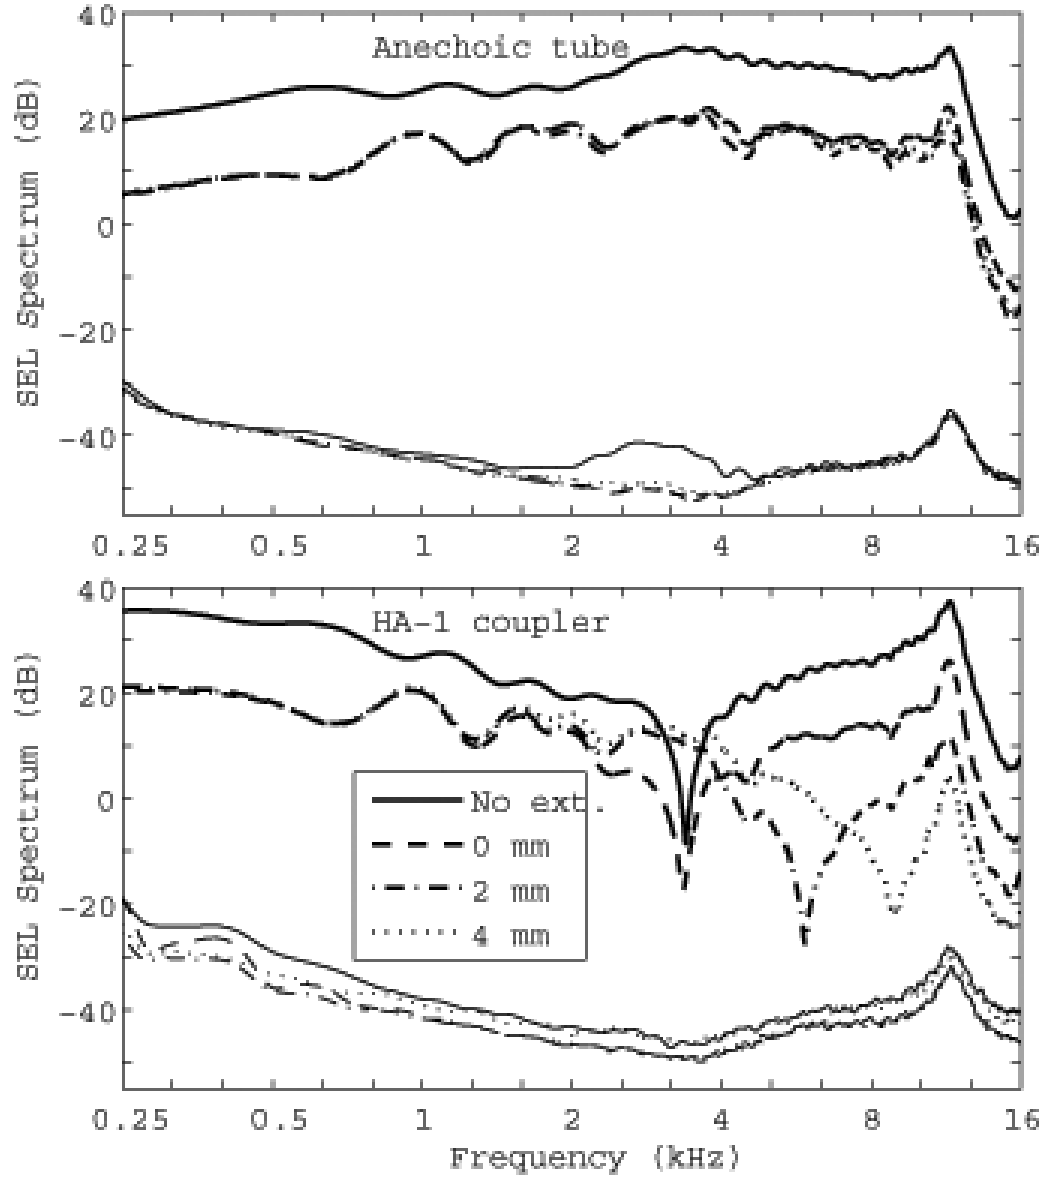 40
Anechoic tube
20
0
-20
-40
SEL Spectrum (dB)
0.25 0.5 1 2 4 8 16
40
HA-1 coupler
20
0
-20
-40
SEL Spectrum (dB)
No ext.
0 mm
2 mm
4 mm
0.25 0.5 1 2 4 8 16
Frequency (kHz)